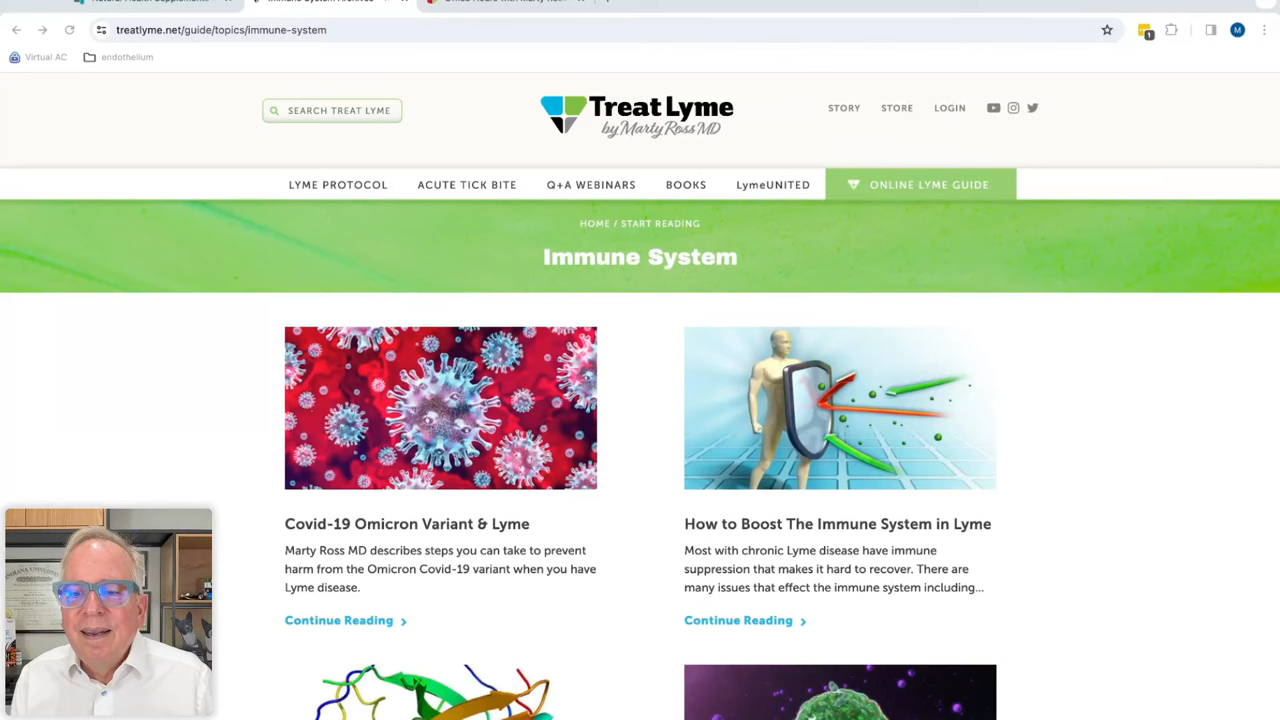 treatlyme.net/guide/topics/immune-system
1
M
Virtual AC
endothelium
SEARCH TREAT LYME
Treat Lyme
by Marty Ross MD
STORY
STORE
LOGIN
LYME PROTOCOL
ACUTE TICK BITE
Q+A WEBINARS
BOOKS
LymeUNITED
ONLINE LYME GUIDE
HOME / START READING
Immune System
Covid-19 Omicron Variant & Lyme
Marty Ross MD describes steps you can take to prevent
harm from the Omicron Covid-19 variant when you have
Lyme disease.
Continue Reading
How to Boost The Immune System in Lyme
Most with chronic Lyme disease have immune
suppression that makes it hard to recover. There are
many issues that effect the immune system including...
Continue Reading